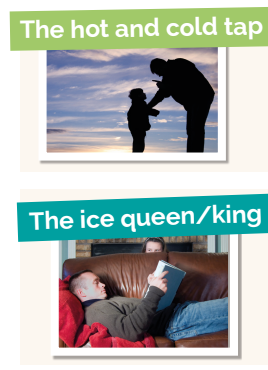 The hot and cold tap
The ice queen/king